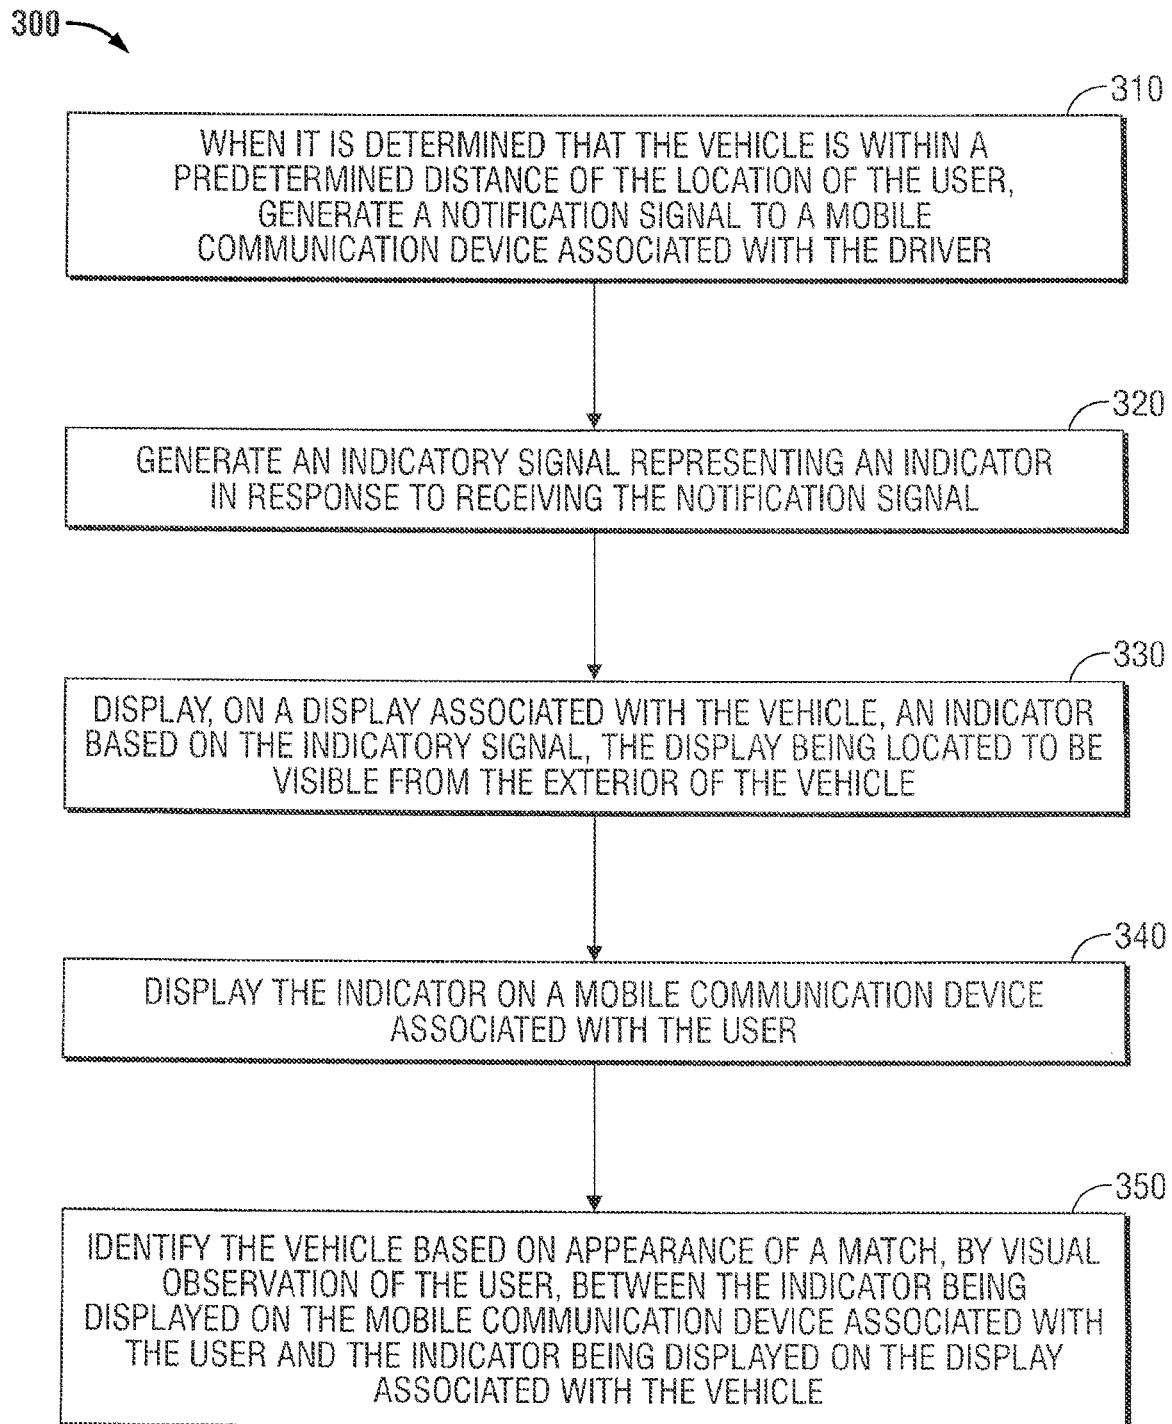 300
310
WHEN IT IS DETERMINED THAT THE VEHICLE IS WITHIN A
PREDETERMINED DISTANCE OF THE LOCATION OF THE USER,
GENERATE A NOTIFICATION SIGNAL TO A MOBILE
COMMUNICATION DEVICE ASSOCIATED WITH THE DRIVER
320
GENERATE AN INDICATORY SIGNAL REPRESENTING AN INDICATOR
IN RESPONSE TO RECEIVING THE NOTIFICATION SIGNAL
330
DISPLAY, ON A DISPLAY ASSOCIATED WITH THE VEHICLE, AN INDICATOR
BASED ON THE INDICATORY SIGNAL, THE DISPLAY BEING LOCATED TO BE
VISIBLE FROM THE EXTERIOR OF THE VEHICLE
340
DISPLAY THE INDICATOR ON A MOBILE COMMUNICATION DEVICE
ASSOCIATED WITH THE USER
350
IDENTIFY THE VEHICLE BASED ON APPEARANCE OF A MATCH, BY VISUAL
OBSERVATION OF THE USER, BETWEEN THE INDICATOR BEING
DISPLAYED ON THE MOBILE COMMUNICATION DEVICE ASSOCIATED WITH
THE USER AND THE INDICATOR BEING DISPLAYED ON THE DISPLAY
ASSOCIATED WITH THE VEHICLE